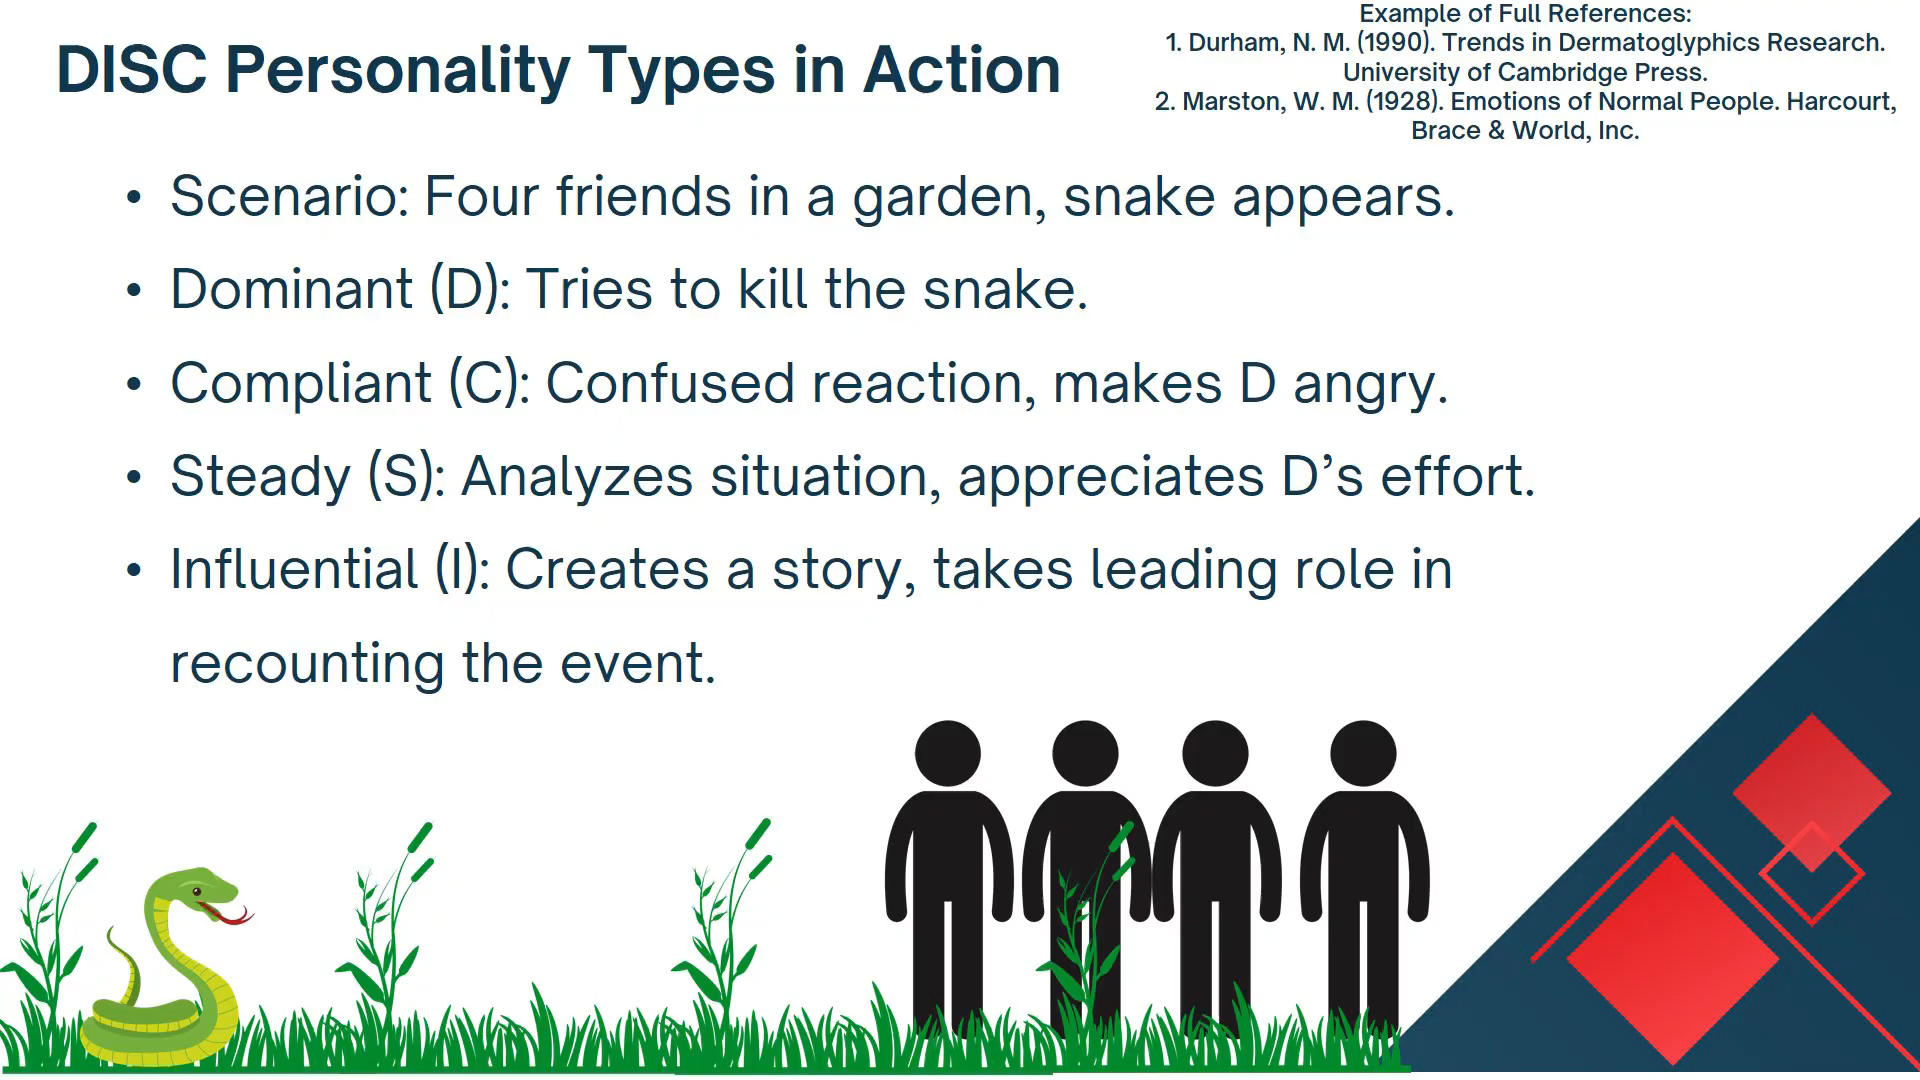 DISC Personality Types in Action
Example of Full References:
1. Durham, N. M. (1990). Trends in Dermatoglyphics Research.
University of Cambridge Press.
2. Marston, W. M. (1928). Emotions of Normal People. Harcourt,
Brace & World, Inc.
• Scenario: Four friends in a garden, snake appears.
• Dominant (D): Tries to kill the snake.
• Compliant (C): Confused reaction, makes D angry.
• Steady (S): Analyzes situation, appreciates D’s effort.
• Influential (I): Creates a story, takes leading role in
recounting the event.